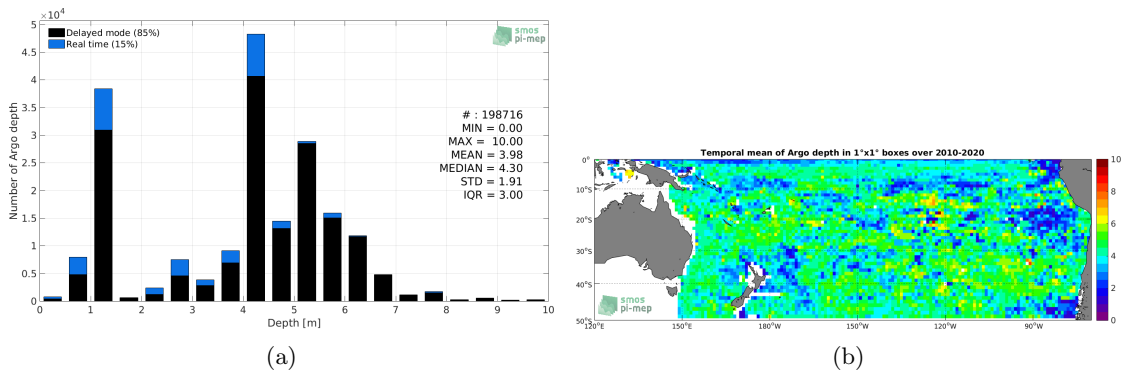 ×10⁴
5
4.5
4
3.5
3
2.5
2
1.5
1
0.5
0
Number of Argo depth
Delayed mode (85%)
Real time (15%)
smos
pi-mep
# : 198716
MIN = 0.00
MAX = 10.00
MEAN = 3.98
MEDIAN = 4.30
STD = 1.91
IQR = 3.00
0 1 2 3 4 5 6 7 8 9 10
Depth [m]
(a)
Temporal mean of Argo depth in 1°x1° boxes over 2010-2020
0°
10°S
20°S
30°S
40°S
50°S
smos
pi-mep
120°E 150°E 180°W 150°W 120°W 90°W
10
8
6
4
2
0
(b)